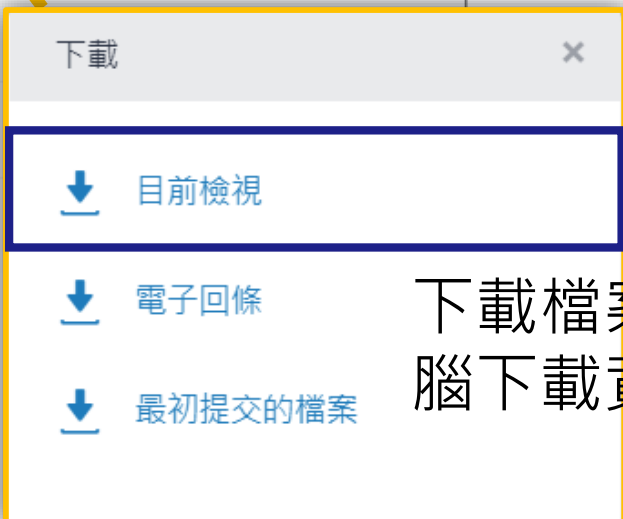 下載
目前檢視
電子回條
下載檔
腦下載
最初提交的檔案